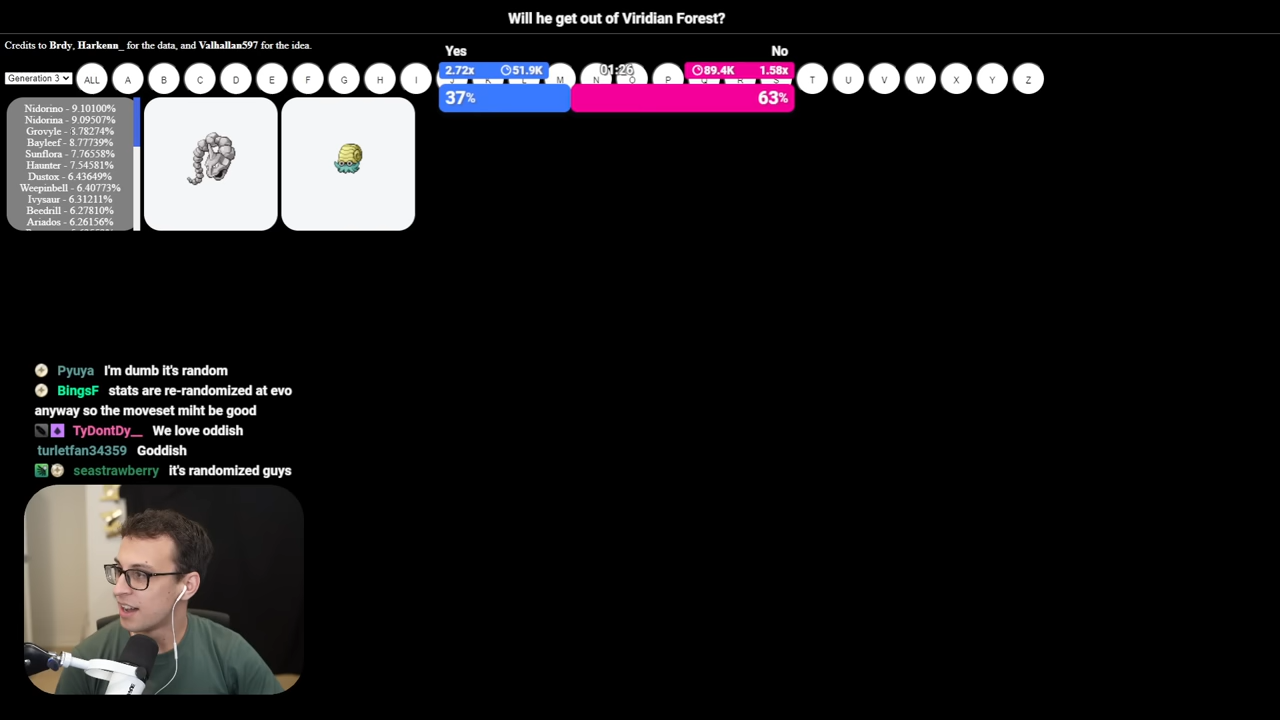 Will he get out of Viridian Forest?
Credits to Brdy, Harkenn_ for the data, and Valhallan597 for the idea.
Yes
No
2.72x 51.9K
01:26
89.4K 1.58x
37%
63%
Generation 3
ALL A B C D E F G H I M N O P S T U V W X Y Z
Nidorino - 9.10100%
Nidorina - 9.09507%
Grovyle - 8.78274%
Bayleef - 8.77739%
Sunflora - 7.76558%
Haunter - 7.54581%
Dustox - 6.43649%
Weepinbell - 6.40773%
Ivysaur - 6.31211%
Beedrill - 6.27810%
Ariados - 6.26156%
Pyuya I'm dumb it's random
BingsF stats are re-randomized at evo
anyway so the moveset miht be good
TyDontDy__ We love oddish
turletfan34359 Goddish
seastrawberry it's randomized guys